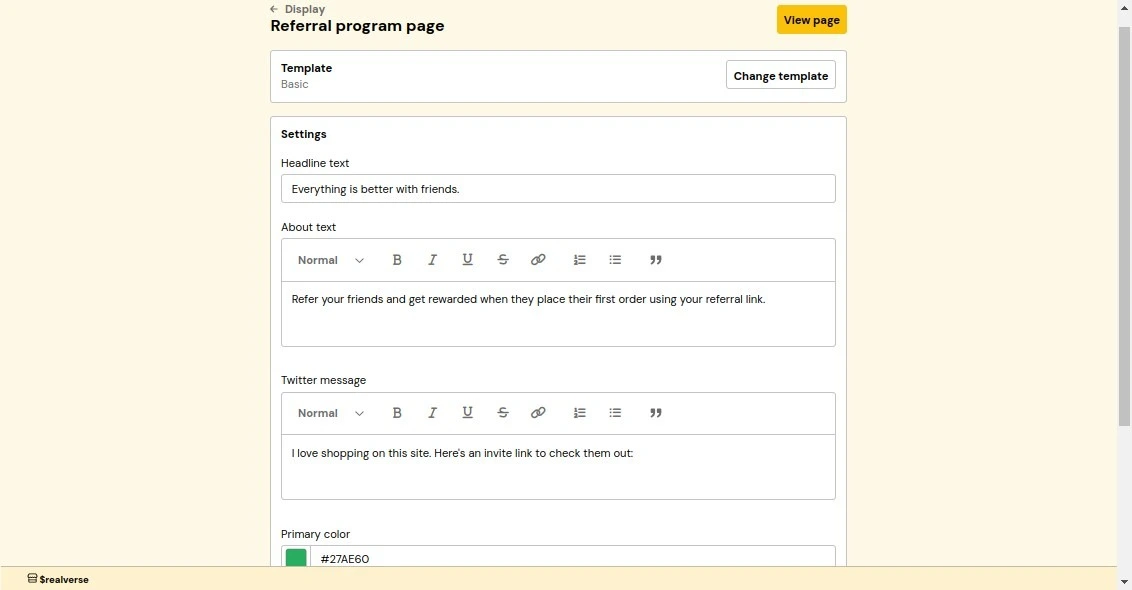 Display
Referral program page
View page
Template
Basic
Change template
Settings
Headline text
Everything is better with friends.
About text
Normal
Refer your friends and get rewarded when they place their first order using your referral link.
Twitter message
Normal
I love shopping on this site. Here's an invite link to check them out:
Primary color
#27AE60
$realverse